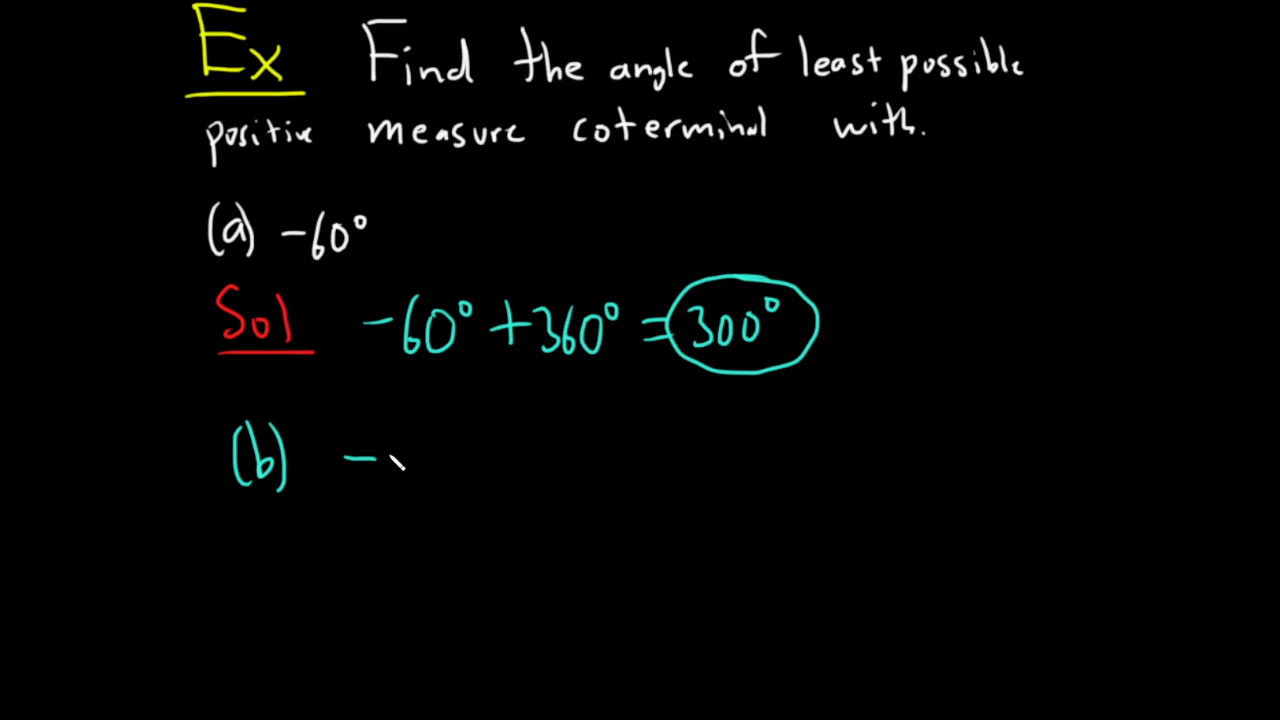 Ex Find the angle of least possible
positive measure coterminal with.
(a) -60°
Sol -60° + 360° = 300°
(b) -